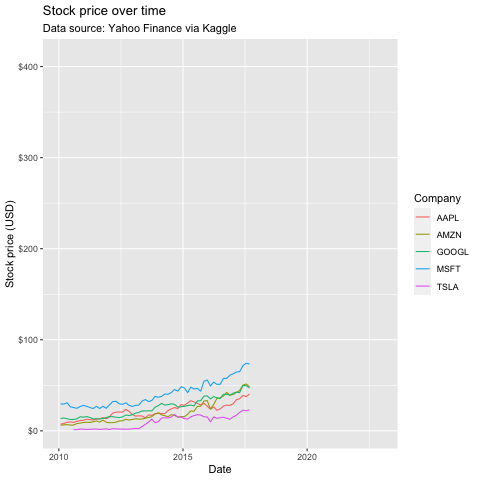 Stock price over time
Data source: Yahoo Finance via Kaggle
$400
$300
$200
$100
$0
2010
2015
2020
Date
Stock price (USD)
Company
AAPL
AMZN
GOOGL
MSFT
TSLA